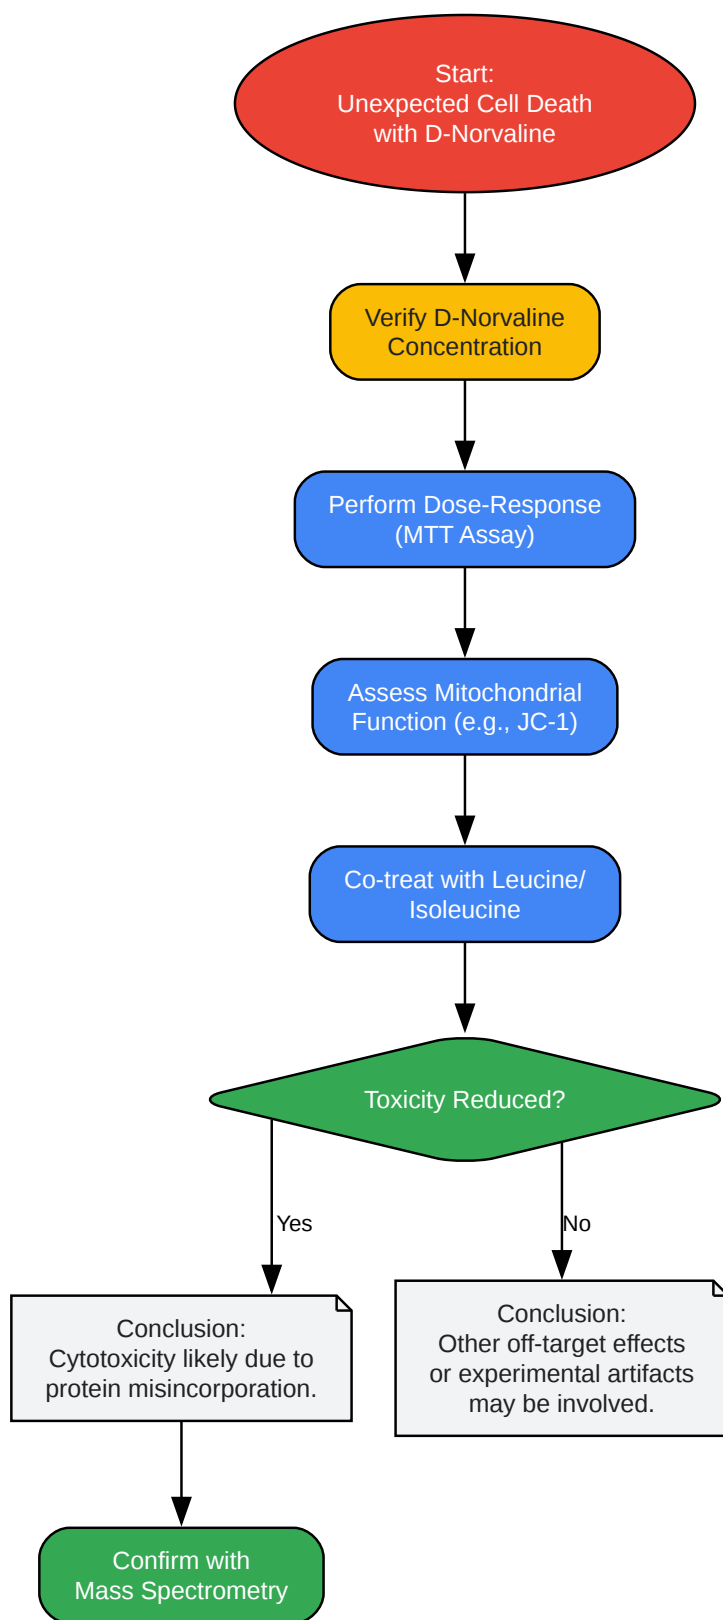 Start:
Unexpected Cell Death
with D-Norvaline
Verify D-Norvaline
Concentration
Perform Dose-Response
(MTT Assay)
Assess Mitochondrial
Function (e.g., JC-1)
Co-treat with Leucine/
Isoleucine
Toxicity Reduced?
Yes
No
Conclusion:
Cytotoxicity likely due to
protein misincorporation.
Conclusion:
Other off-target effects
or experimental artifacts
may be involved.
Confirm with
Mass Spectrometry